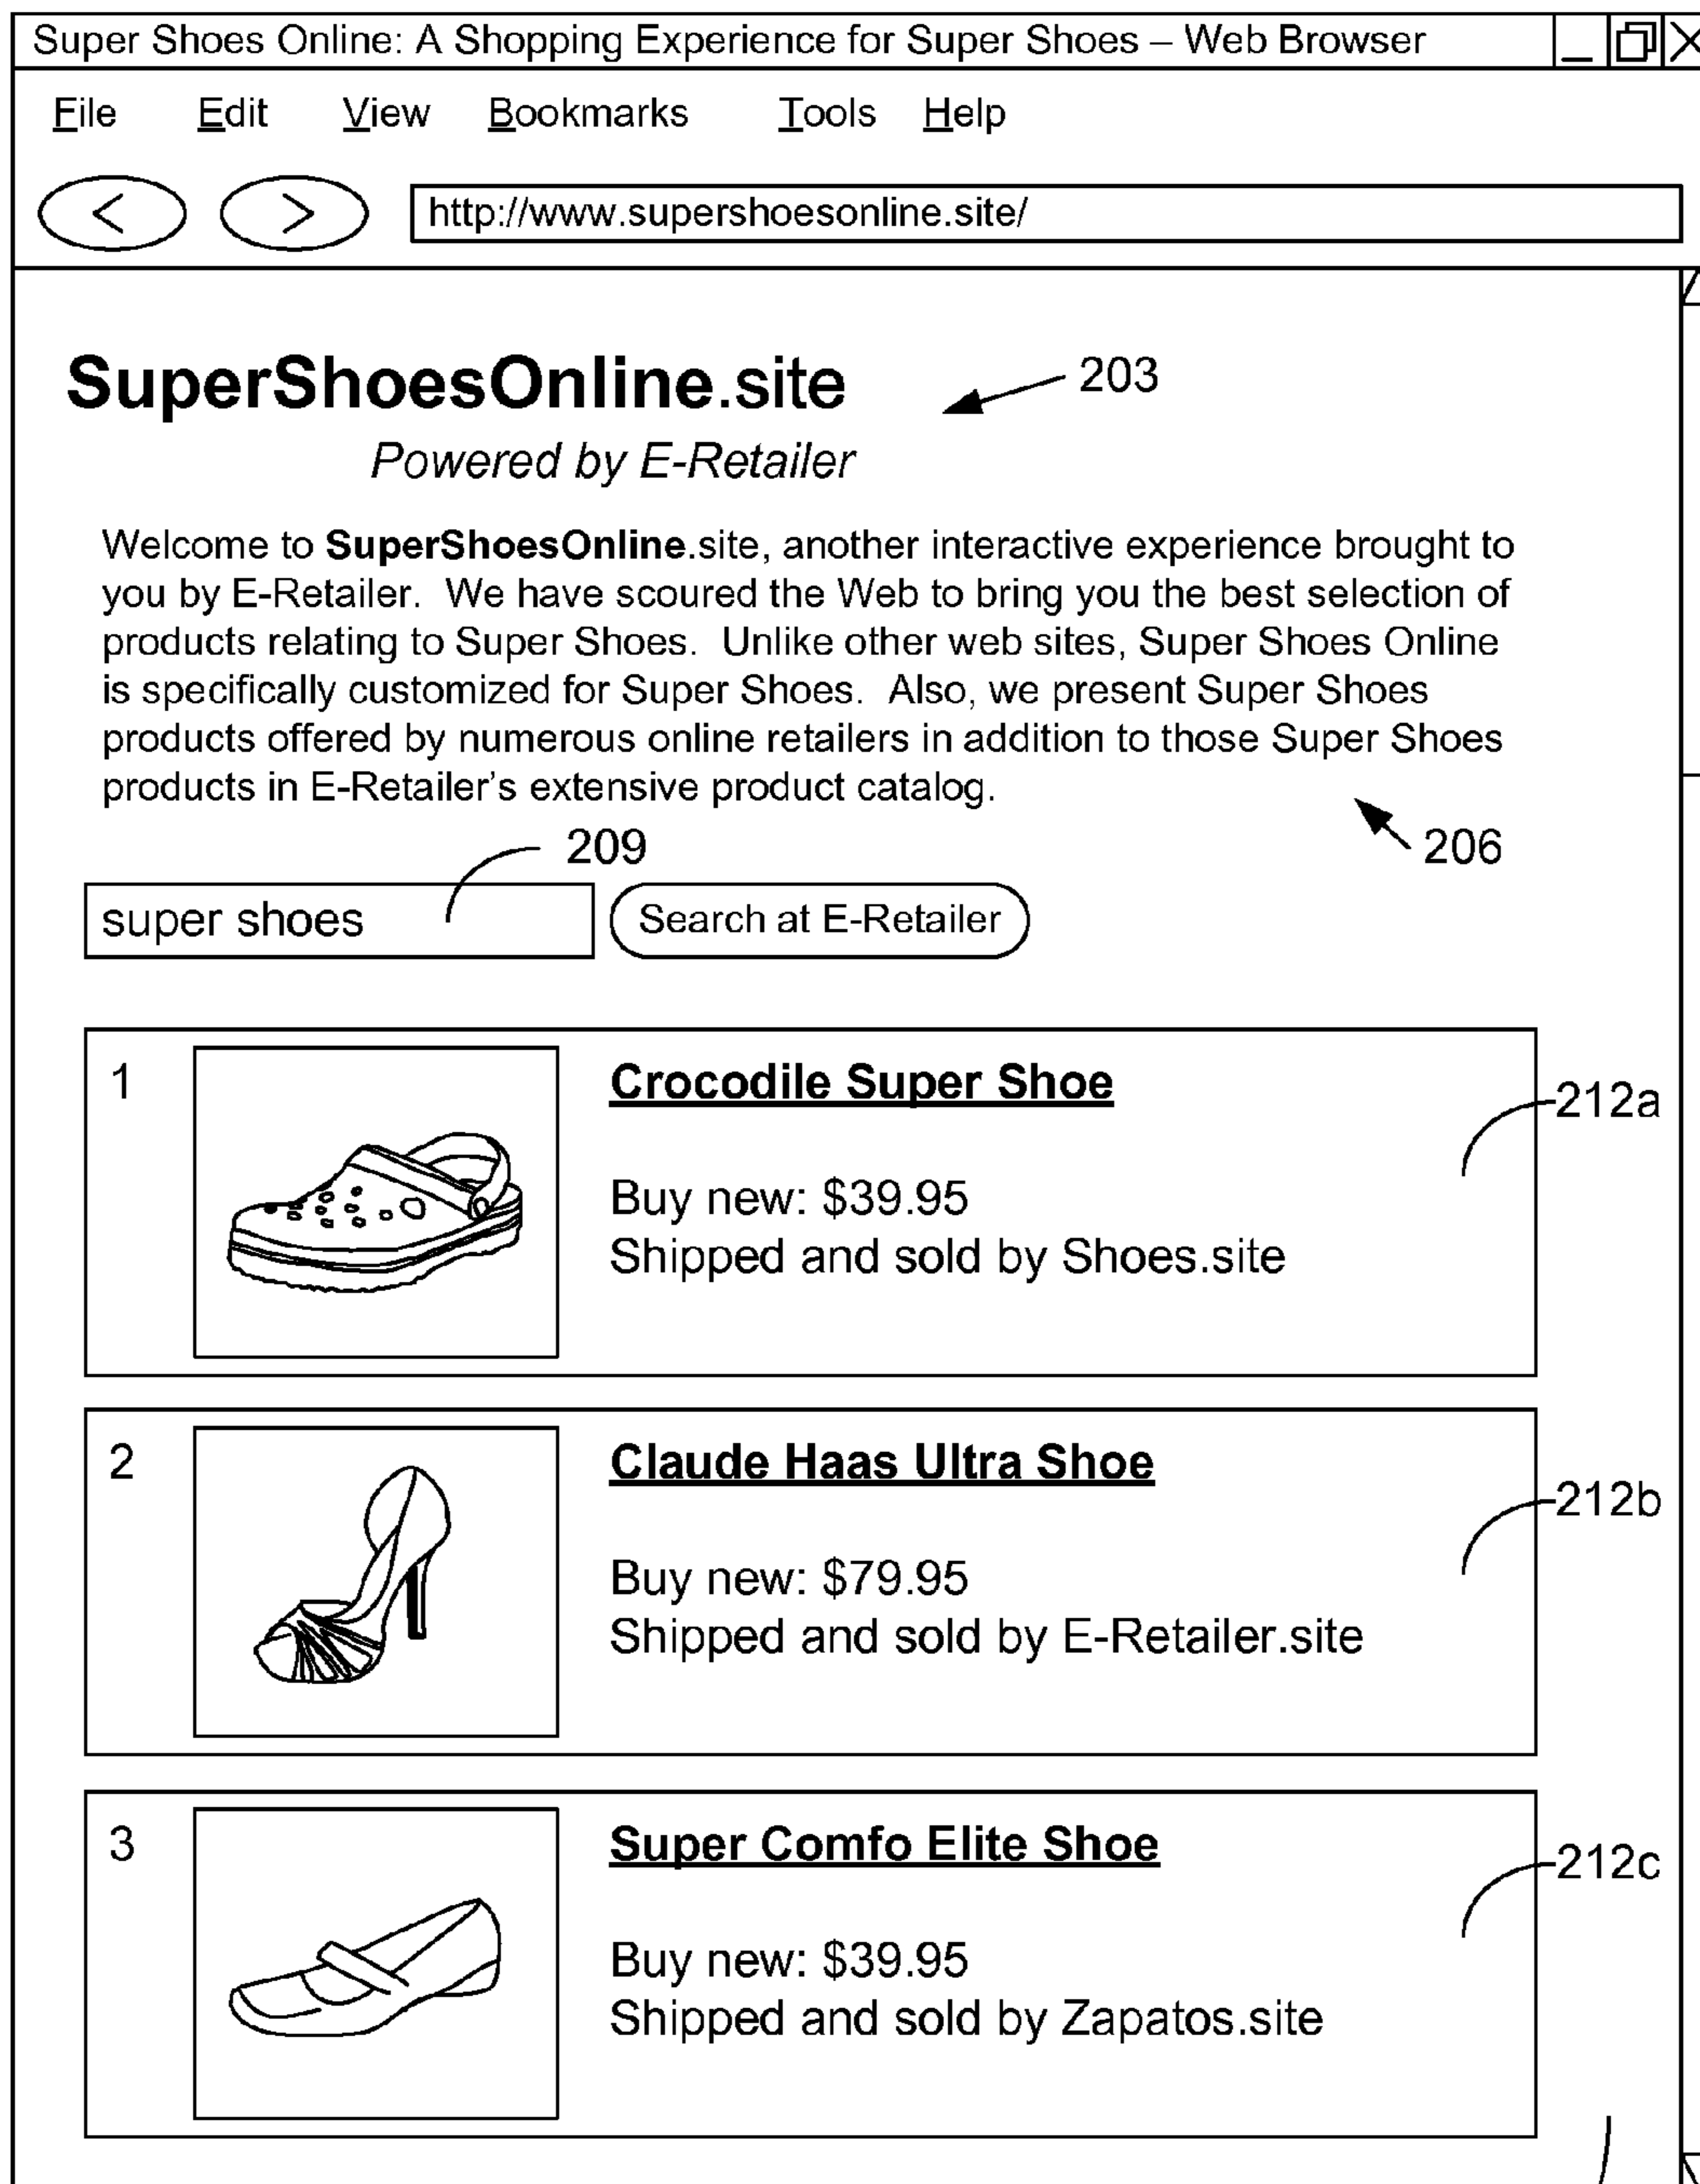 Super Shoes Online: A Shopping Experience for Super Shoes – Web Browser
File Edit View Bookmarks Tools Help
< > http://www.supershoesonline.site/
SuperShoesOnline.site
203
Powered by E-Retailer
Welcome to SuperShoesOnline.site, another interactive experience brought to
you by E-Retailer. We have scoured the Web to bring you the best selection of
products relating to Super Shoes. Unlike other web sites, Super Shoes Online
is specifically customized for Super Shoes. Also, we present Super Shoes
products offered by numerous online retailers in addition to those Super Shoes
products in E-Retailer's extensive product catalog.
209
206
super shoes
Search at E-Retailer
1
Crocodile Super Shoe
212a
Buy new: $39.95
Shipped and sold by Shoes.site
2
Claude Haas Ultra Shoe
212b
Buy new: $79.95
Shipped and sold by E-Retailer.site
3
Super Comfo Elite Shoe
212c
Buy new: $39.95
Shipped and sold by Zapatos.site